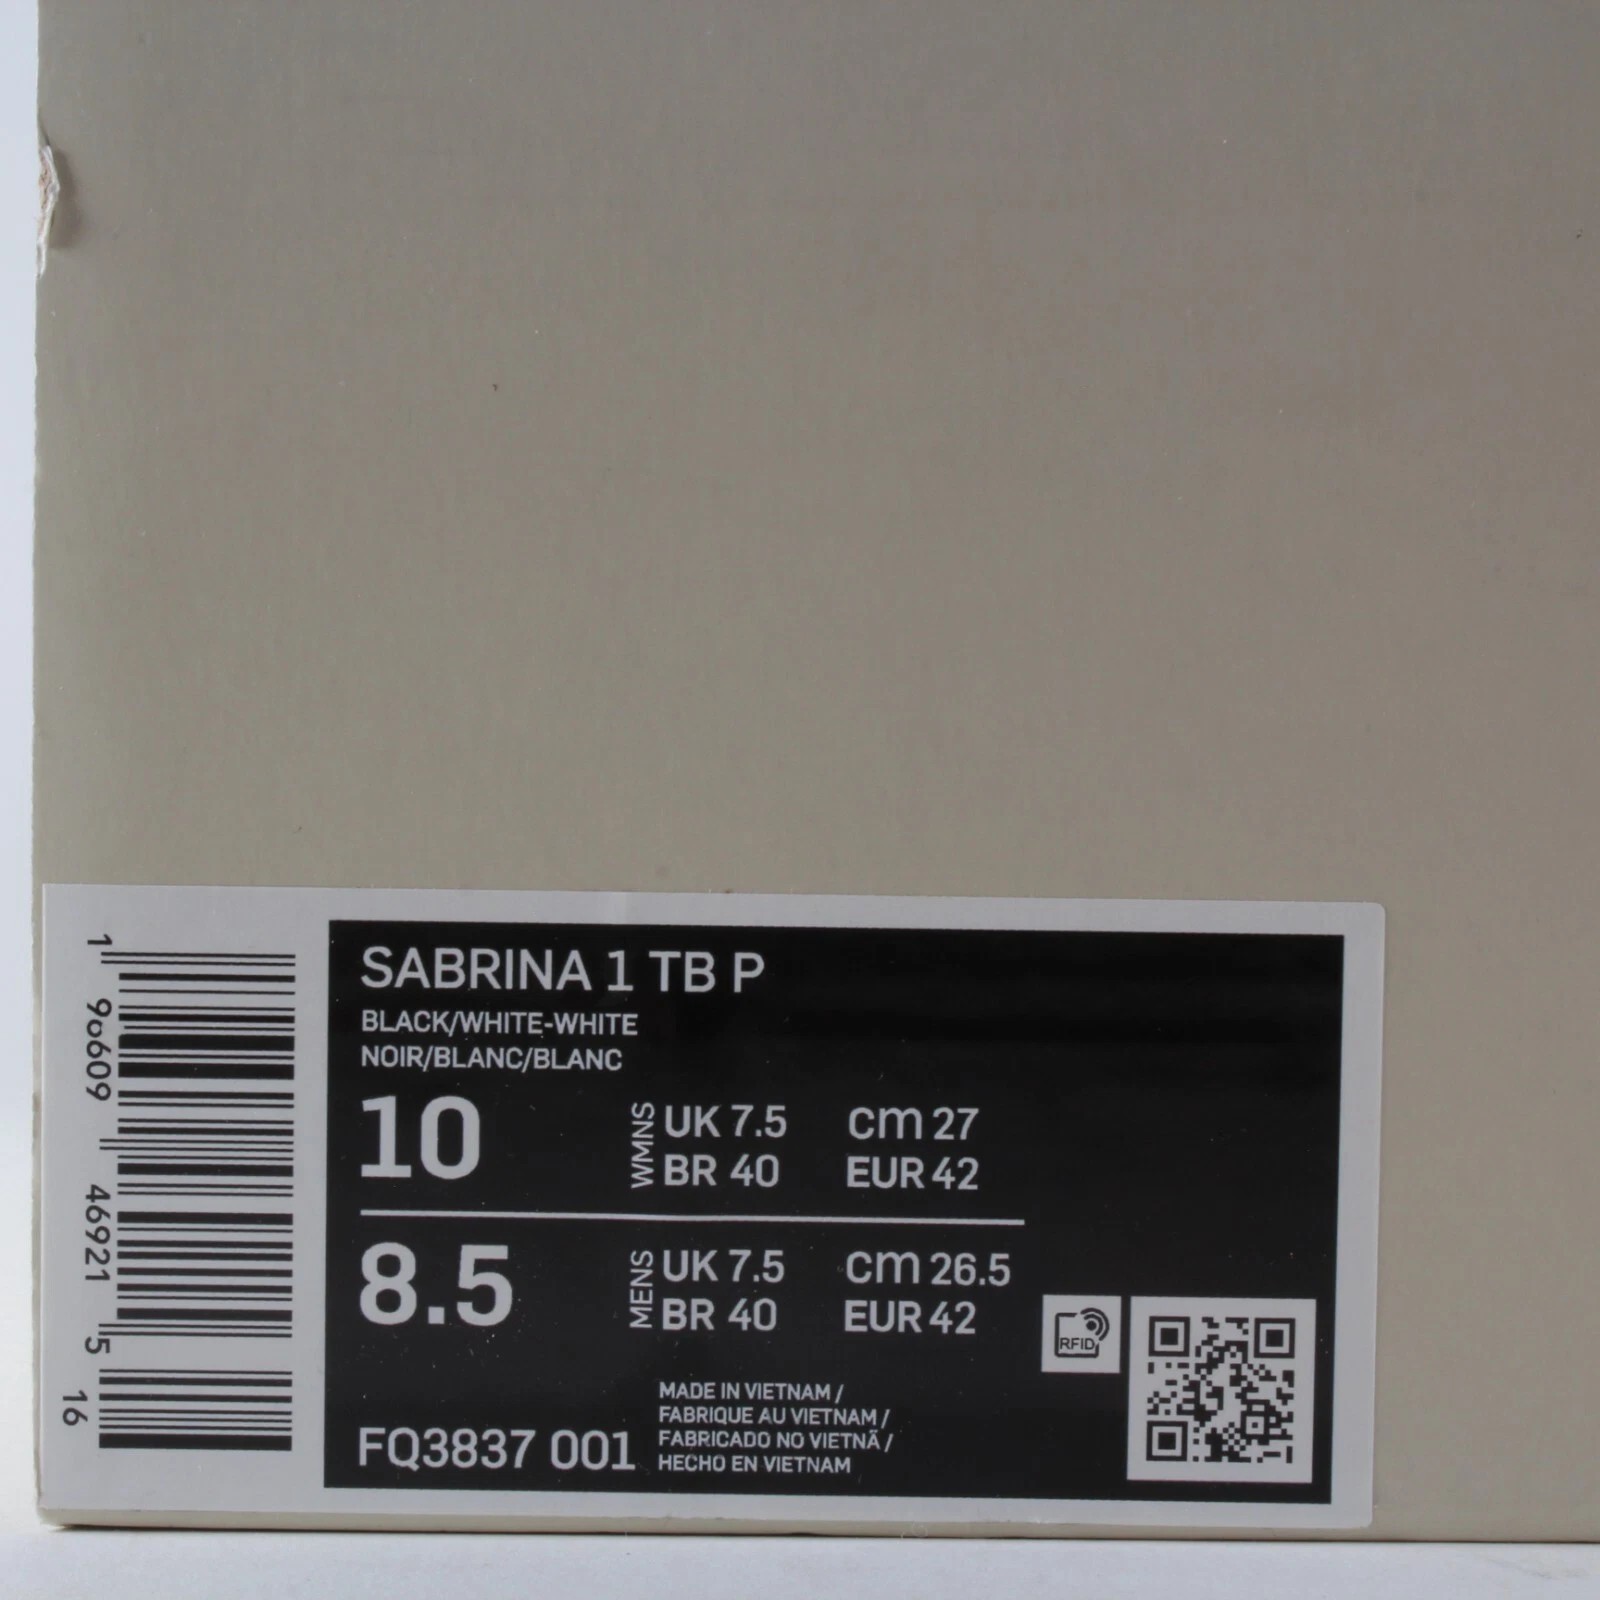 1 96609 46921 5 16
SABRINA 1 TB P
BLACK/WHITE-WHITE
NOIR/BLANC/BLANC
10 WMNS UK 7.5 cm 27
BR 40 EUR 42
8.5 MENS UK 7.5 cm 26.5
BR 40 EUR 42
RFID
FQ3837 001
MADE IN VIETNAM /
FABRIQUE AU VIETNAM /
FABRICADO NO VIETNÃ /
HECHO EN VIETNAM